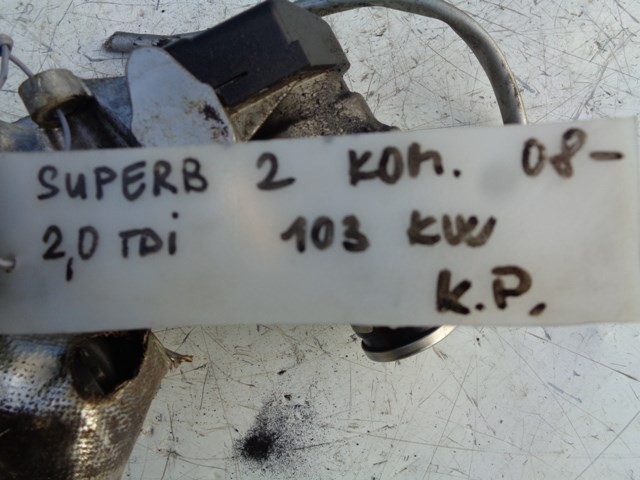 SUPERB 2 KOM. 08-
2,0 TDi 103 KW
K.P.